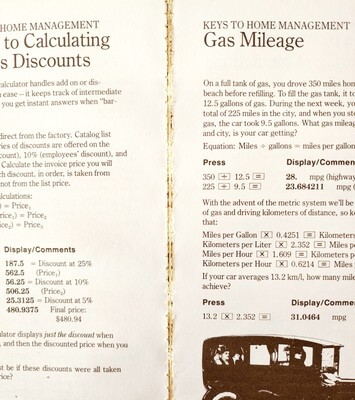 HOME MANAGEMENT
to Calculating
s Discounts
calculator handles add on or dis-
ease – it keeps track of intermediate
you get instant answers when "bar-
direct from the factory. Catalog list
ries of discounts are offered on the
count), 10% (employees' discount), and
Calculate the invoice price you will
ch discount, in order, is taken from
not from the list price.
lculations:
) = Price₁
rice₁) = Price₂
ice₂) = Price₃
Display/Comments
187.5 = Discount at 25%
562.5 (Price₁)
56.25 = Discount at 10%
506.25 (Price₂)
25.3125 = Discount at 5%
480.9375 Final price:
$480.94
ulator displays just the discount when
, and then the discounted price when you
st be if these discounts were all taken
rice?
KEYS TO HOME MANAGEMENT
Gas Mileage
On a full tank of gas, you drove 350 miles hom
beach before refilling. To fill the gas tank, it to
12.5 gallons of gas. During the next week, yo
total of 225 miles in the city, and when you sto
gas, the car took 9.5 gallons. What gas mileag
and city, is your car getting?
Equation: Miles ÷ gallons = miles per gallon
Press Display/Comme
350 ÷ 12.5 = 28. mpg (highway
225 ÷ 9.5 = 23.684211 mpg (
With the advent of the metric system we'll be
of gas and driving kilometers of distance, so k
that:
Miles per Gallon × 0.4251 = Kilometers
Kilometers per Liter × 2.352 = Miles p
Miles per Hour × 1.609 = Kilometers p
Kilometers per Hour × 0.6214 = Miles
If your car averages 13.2 km/l, how many mile
achieve?
Press Display/Commen
13.2 × 2.352 = 31.0464 mpg